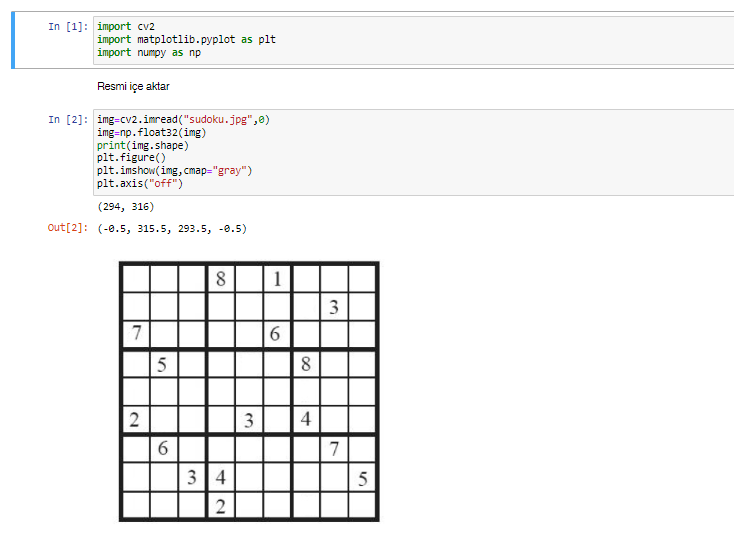 In [1]: import cv2
import matplotlib.pyplot as plt
import numpy as np
Resmi içe aktar
In [2]: img=cv2.imread("sudoku.jpg",0)
img=np.float32(img)
print(img.shape)
plt.figure()
plt.imshow(img,cmap="gray")
plt.axis("off")
(294, 316)
Out[2]: (-0.5, 315.5, 293.5, -0.5)
8 1
3
7 6
5 8
2 3 4
6 7
3 4 5
2